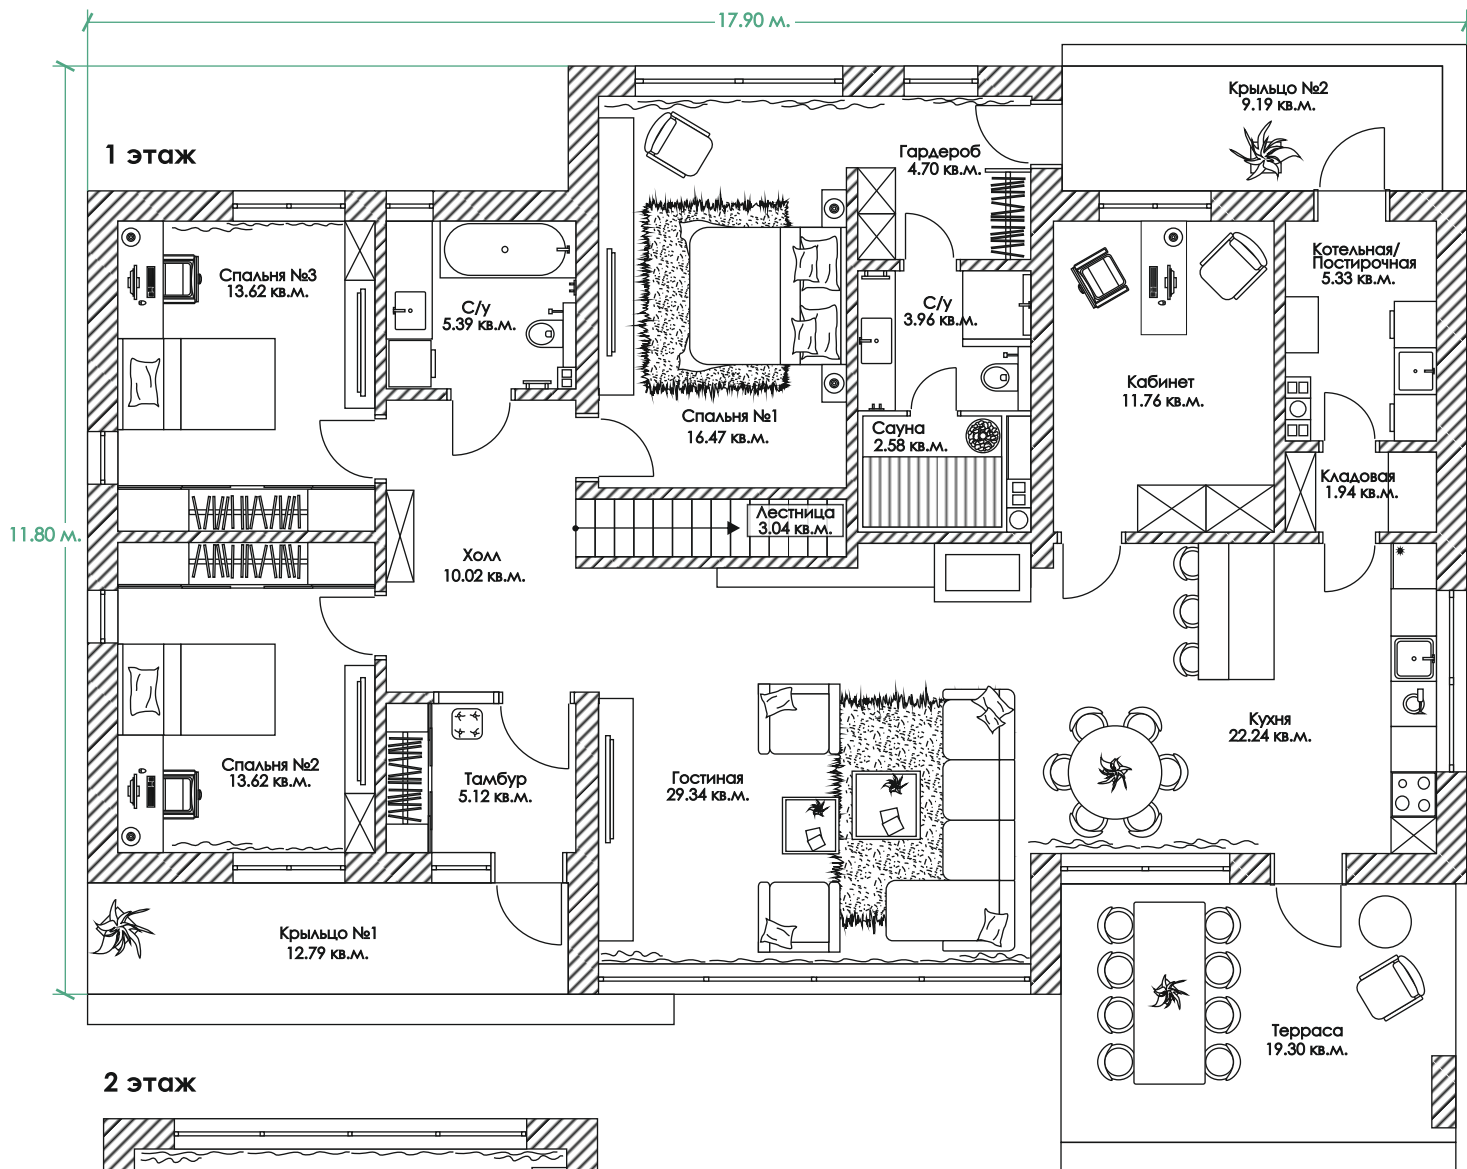 17.90 м.
Крыльцо №2
9.19 кв.м.
1 этаж
Гардероб
4.70 кв.м.
Спальня №3
13.62 кв.м.
С/у
5.39 кв.м.
С/у
3.96 кв.м.
Котельная/
Постирочная
5.33 кв.м.
Кабинет
11.76 кв.м.
Спальня №1
16.47 кв.м.
Сауна
2.58 кв.м.
Кладовая
1.94 кв.м.
Лестница
3.04 кв.м.
11.80 м.
Холл
10.02 кв.м.
Кухня
22.24 кв.м.
Спальня №2
13.62 кв.м.
Тамбур
5.12 кв.м.
Гостиная
29.34 кв.м.
Крыльцо №1
12.79 кв.м.
Терраса
19.30 кв.м.
2 этаж